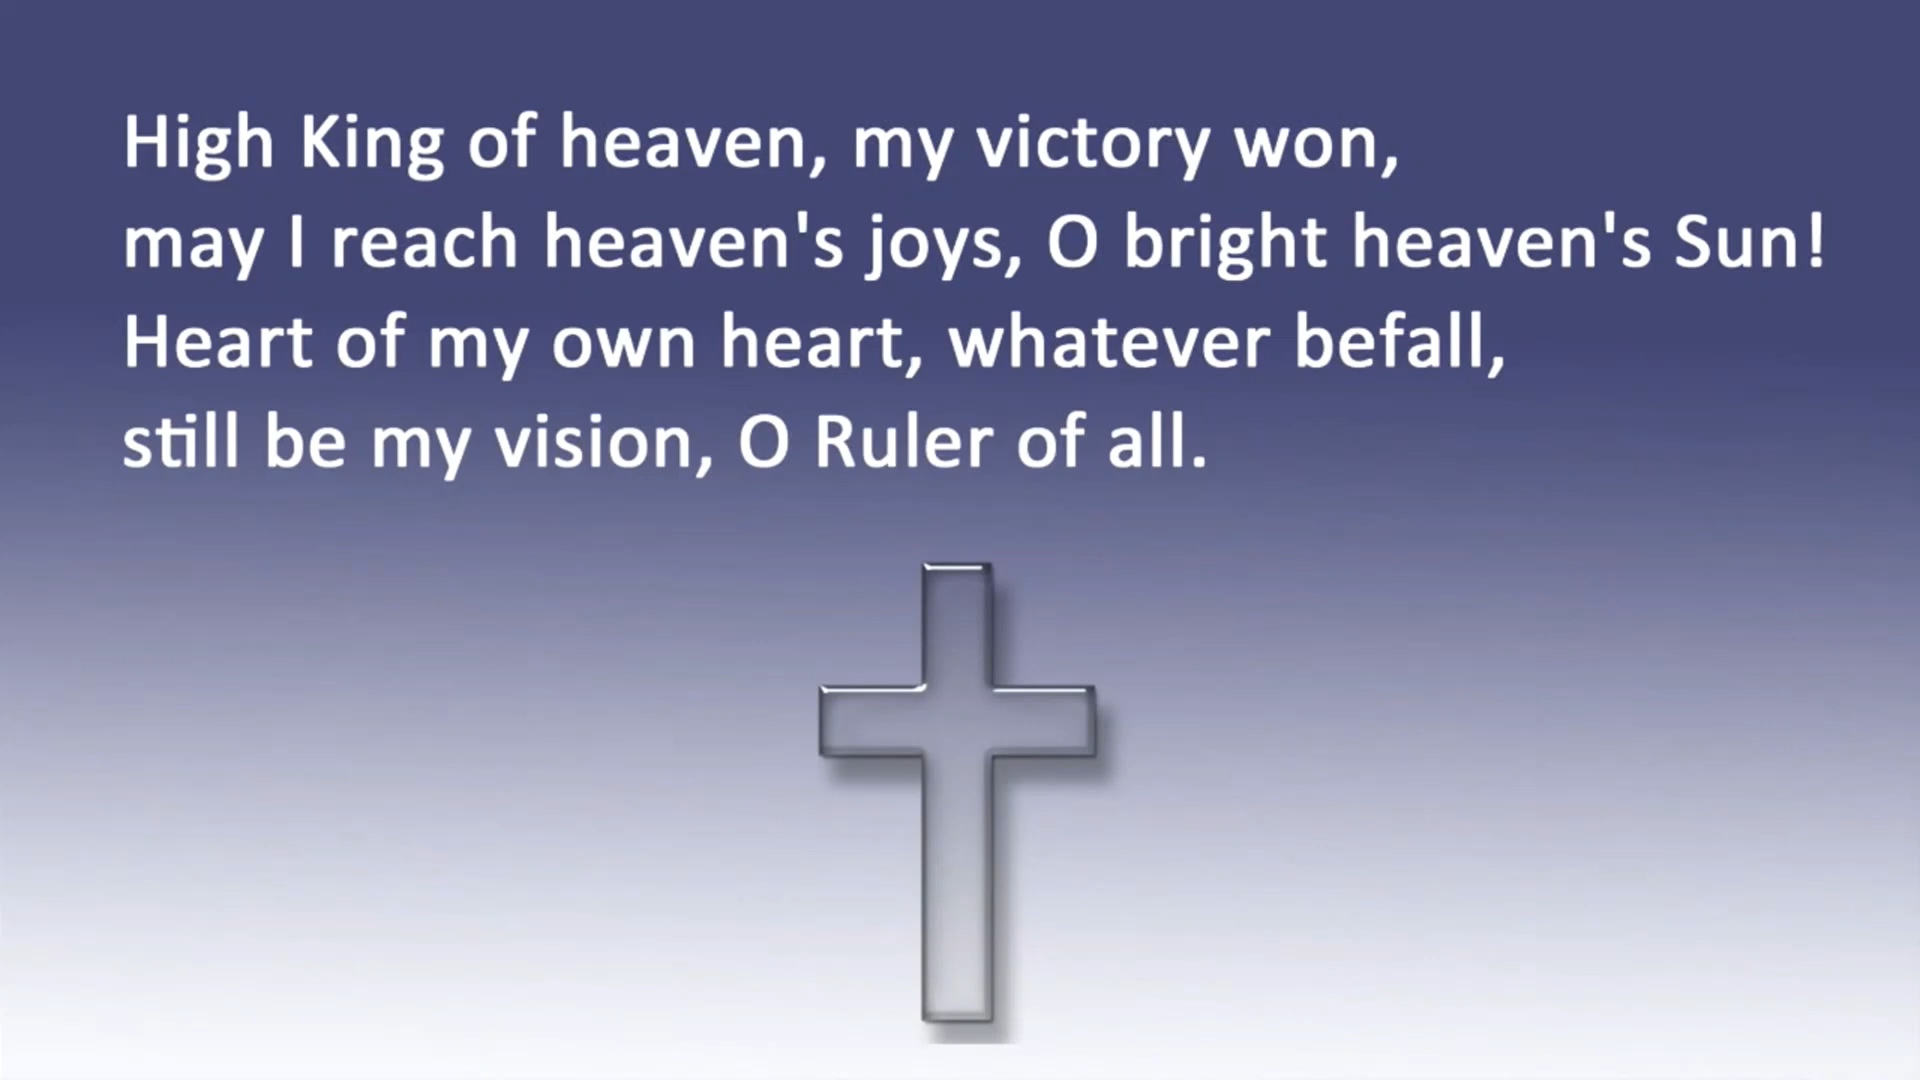 High King of heaven, my victory won,
may I reach heaven's joys, O bright heaven's Sun!
Heart of my own heart, whatever befall,
still be my vision, O Ruler of all.